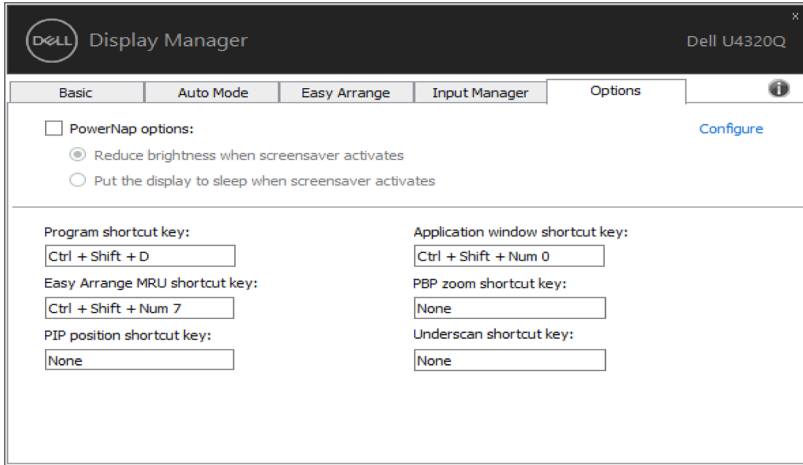 x
DELL Display Manager Dell U4320Q
Basic Auto Mode Easy Arrange Input Manager Options i
PowerNap options: Configure
Reduce brightness when screensaver activates
Put the display to sleep when screensaver activates
Program shortcut key: Application window shortcut key:
Ctrl + Shift + D Ctrl + Shift + Num 0
Easy Arrange MRU shortcut key: PBP zoom shortcut key:
Ctrl + Shift + Num 7 None
PIP position shortcut key: Underscan shortcut key:
None None